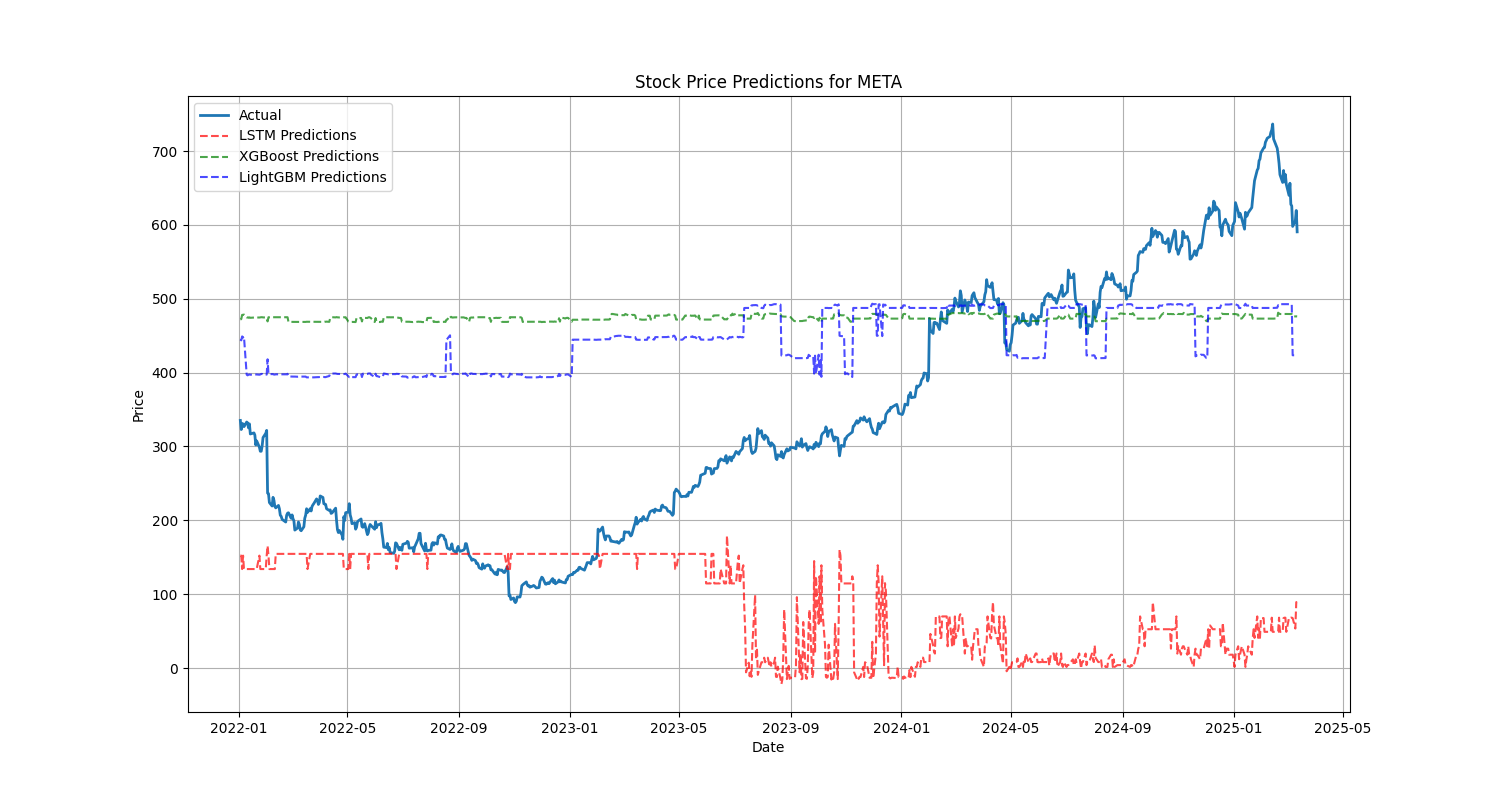 Stock Price Predictions for META
Actual
LSTM Predictions
XGBoost Predictions
LightGBM Predictions
Price
700
600
500
400
300
200
100
0
2022-01 2022-05 2022-09 2023-01 2023-05 2023-09 2024-01 2024-05 2024-09 2025-01 2025-05
Date